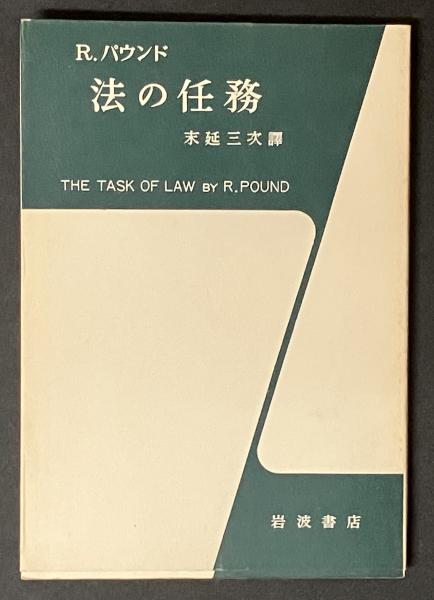 R.パウンド
法の任務
末延三次譯
THE TASK OF LAW BY R.POUND
岩波書店